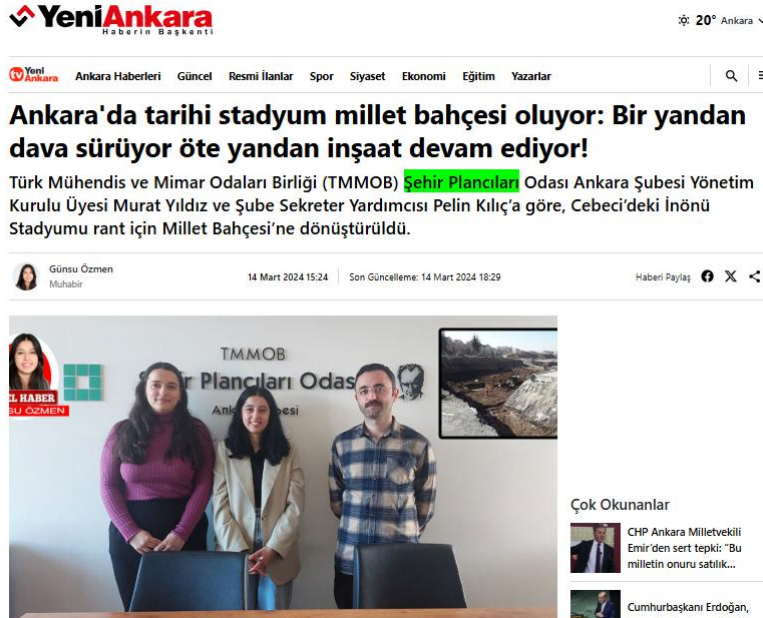 YeniAnkara
Haberin Başkenti
20° Ankara
tv Yeni Ankara
Ankara Haberleri Güncel Resmi İlanlar Spor Siyaset Ekonomi Eğitim Yazarlar
Ankara'da tarihi stadyum millet bahçesi oluyor: Bir yandan
dava sürüyor öte yandan inşaat devam ediyor!
Türk Mühendis ve Mimar Odaları Birliği (TMMOB) Şehir Plancıları Odası Ankara Şubesi Yönetim
Kurulu Üyesi Murat Yıldız ve Şube Sekreter Yardımcısı Pelin Kılıç’a göre, Cebeci’deki İnönü
Stadyumu rant için Millet Bahçesi’ne dönüştürüldü.
Günsu Özmen
Muhabir
14 Mart 2024 15:24 Son Güncelleme: 14 Mart 2024 18:29
Haberi Paylaş
TMMOB
r Plancıları Odas
Ank esi
EL HABER
SU ÖZMEN
Çok Okunanlar
CHP Ankara Milletvekili
Emir’den sert tepki: “Bu
milletin onuru satılık...
Cumhurbaşkanı Erdoğan,